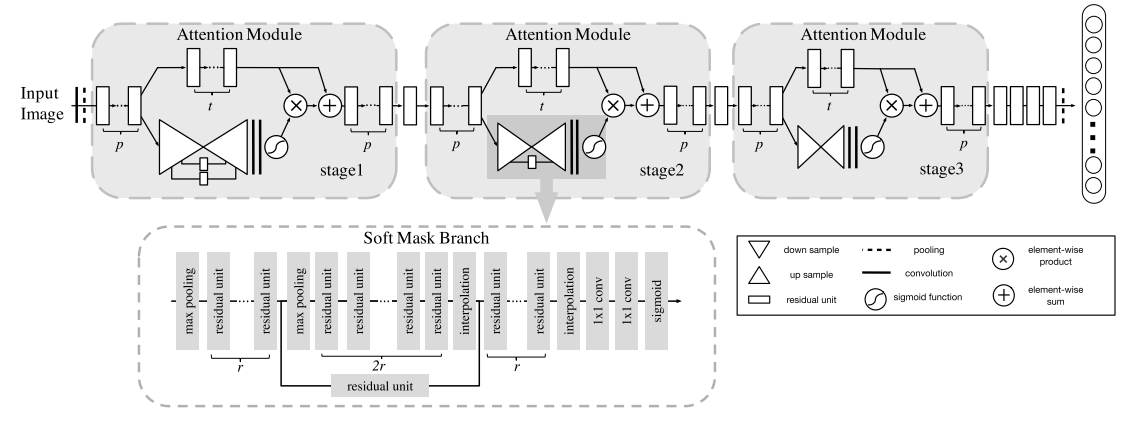 Attention Module
Attention Module
Attention Module
Input
Image
t
t
t
p
p
p
p
p
p
stage1
stage2
stage3
Soft Mask Branch
max pooling
residual unit
residual unit
max pooling
residual unit
residual unit
residual unit
residual unit
interpolation
residual unit
residual unit
interpolation
1x1 conv
1x1 conv
sigmoid
r
2r
r
residual unit
down sample
pooling
element-wise
product
up sample
convolution
residual unit
sigmoid function
element-wise
sum